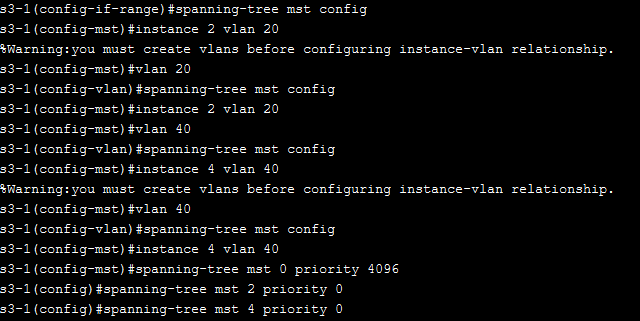 s3-1(config-if-range)#spanning-tree mst config
s3-1(config-mst)#instance 2 vlan 20
%Warning:you must create vlans before configuring instance-vlan relationship.
s3-1(config-mst)#vlan 20
s3-1(config-vlan)#spanning-tree mst config
s3-1(config-mst)#instance 2 vlan 20
s3-1(config-mst)#vlan 40
s3-1(config-vlan)#spanning-tree mst config
s3-1(config-mst)#instance 4 vlan 40
%Warning:you must create vlans before configuring instance-vlan relationship.
s3-1(config-mst)#vlan 40
s3-1(config-vlan)#spanning-tree mst config
s3-1(config-mst)#instance 4 vlan 40
s3-1(config-mst)#spanning-tree mst 0 priority 4096
s3-1(config)#spanning-tree mst 2 priority 0
s3-1(config)#spanning-tree mst 4 priority 0